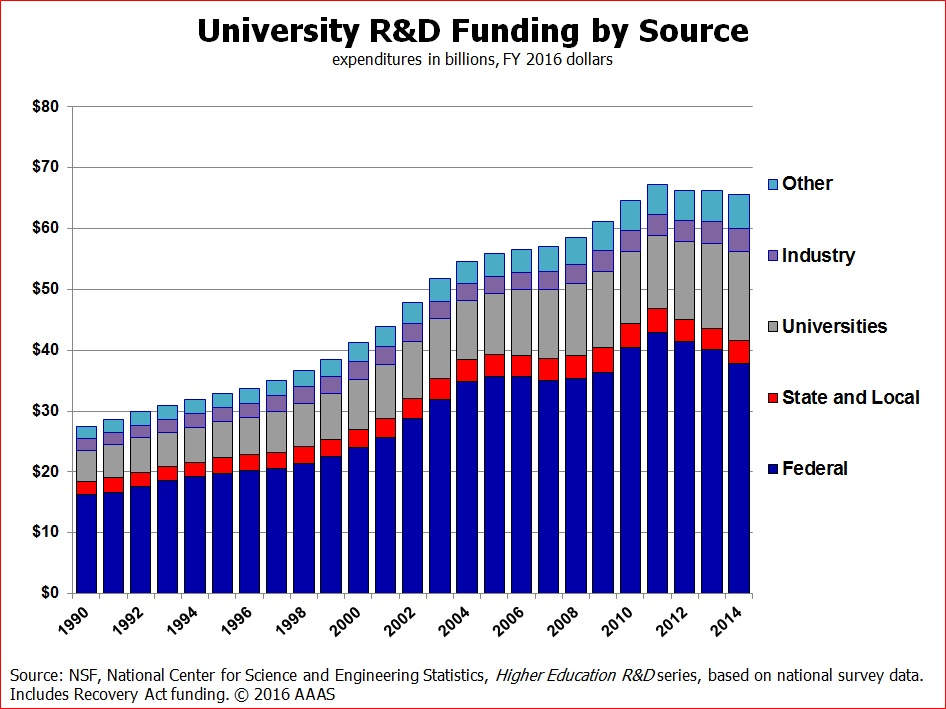 University R&D Funding by Source
expenditures in billions, FY 2016 dollars
$80
$70
$60
$50
$40
$30
$20
$10
$0
1990
1992
1994
1996
1998
2000
2002
2004
2006
2008
2010
2012
2014
Other
Industry
Universities
State and Local
Federal
Source: NSF, National Center for Science and Engineering Statistics, Higher Education R&D series, based on national survey data.
Includes Recovery Act funding. © 2016 AAAS